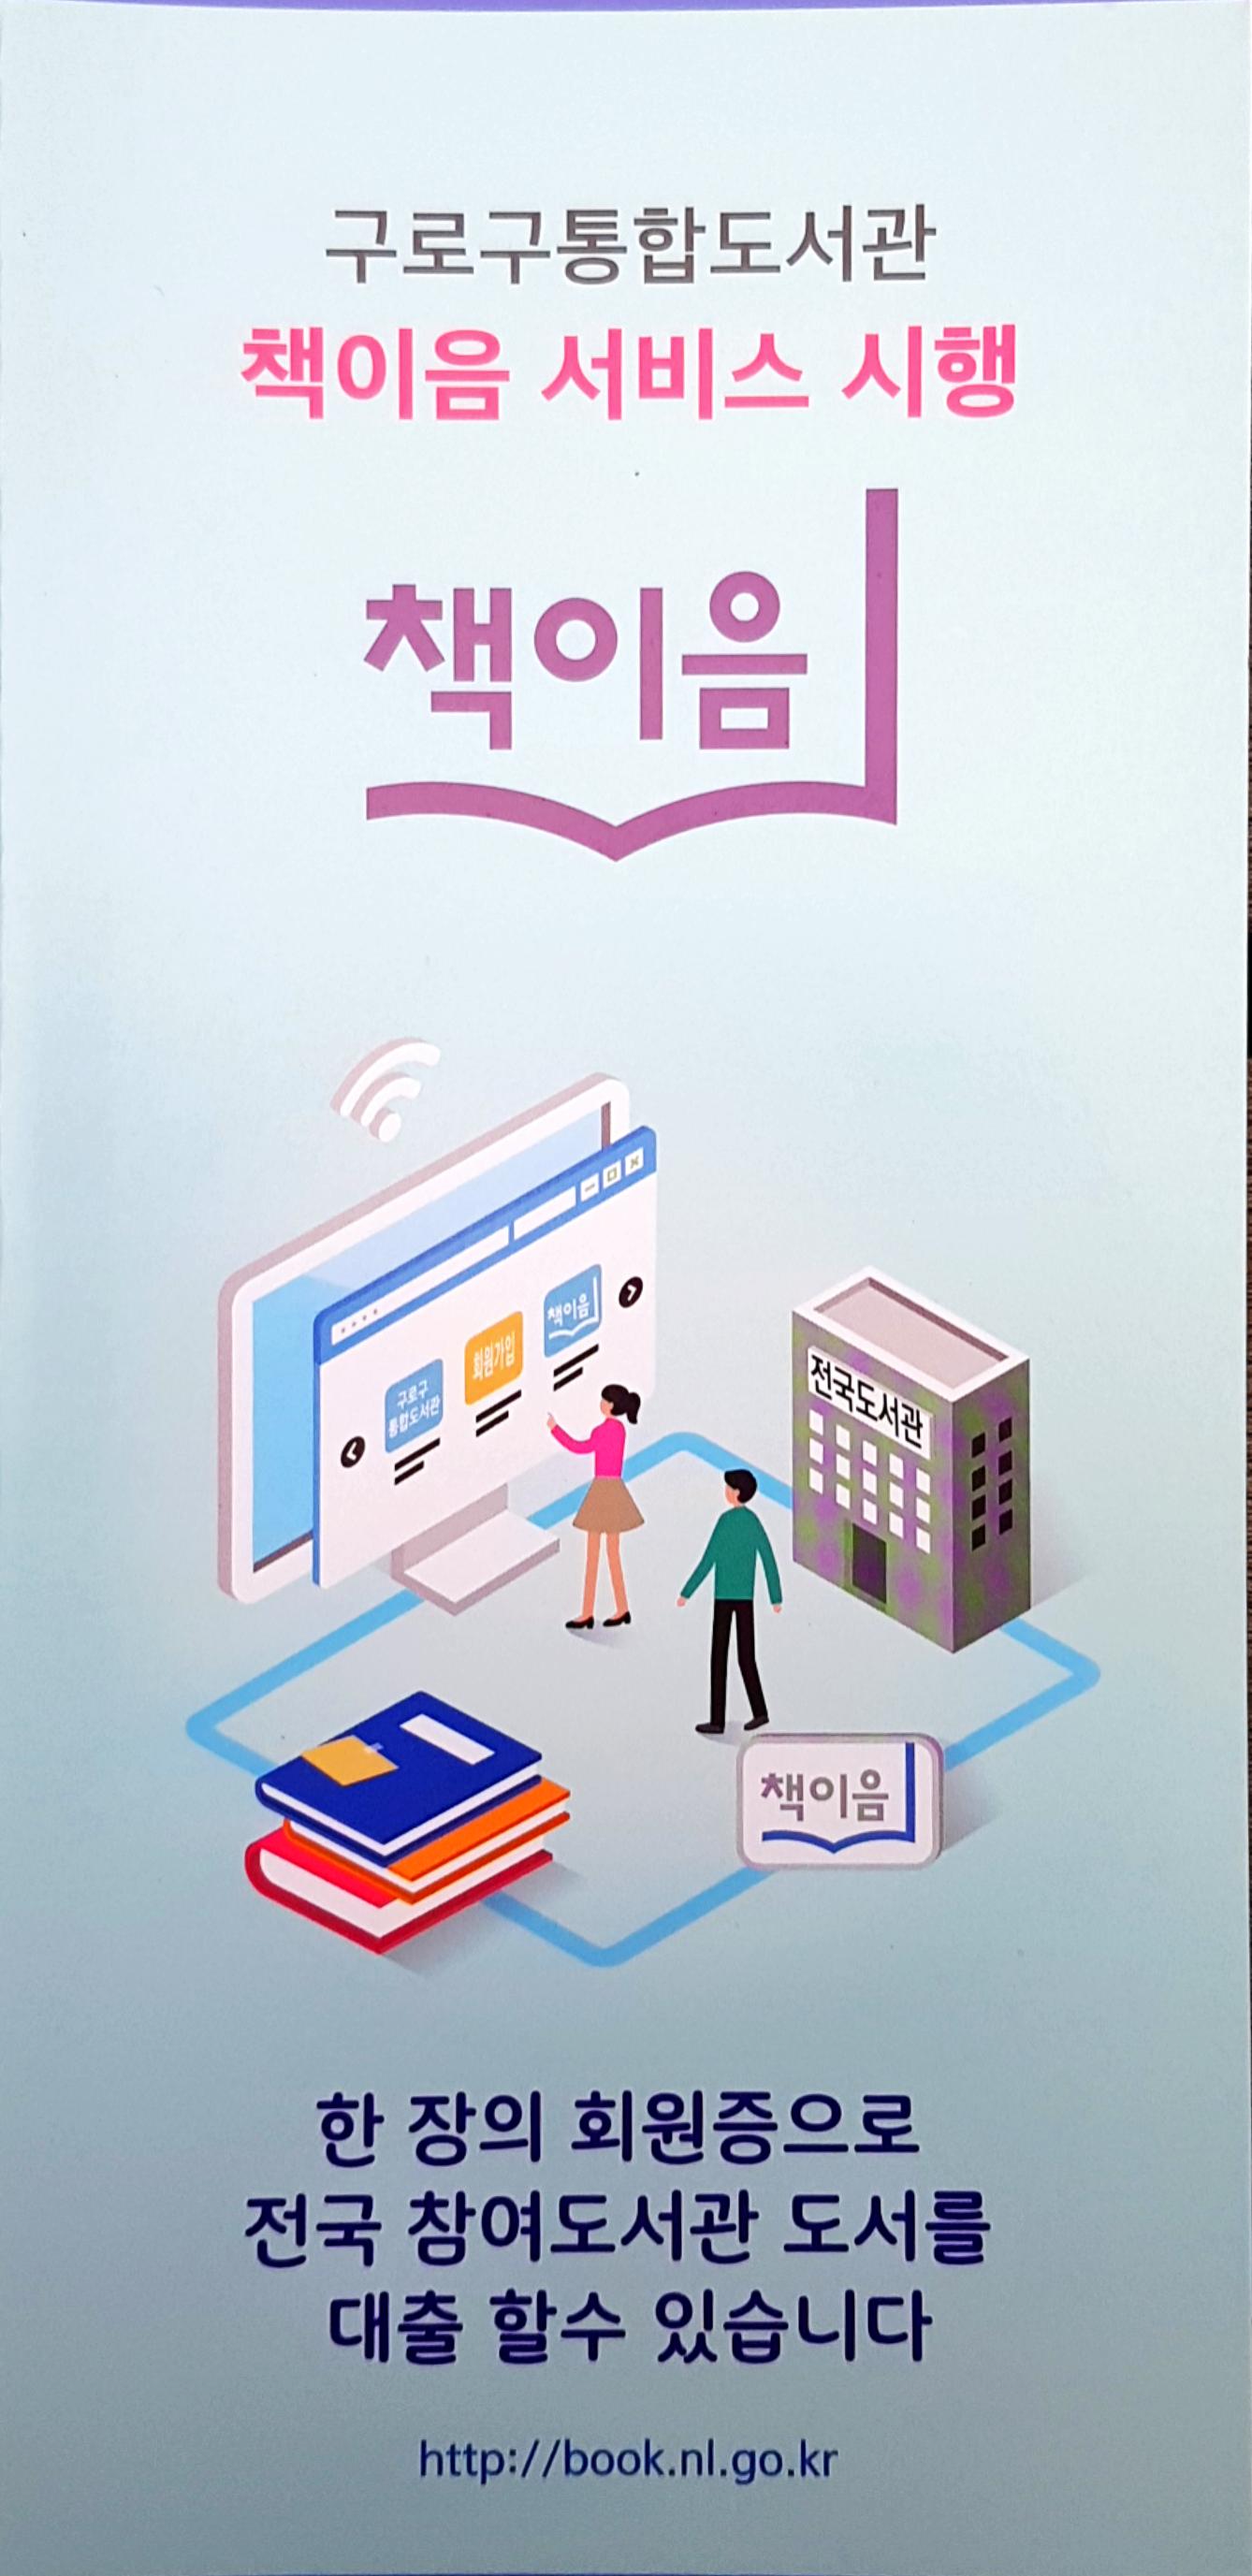 구로구통합도서관
책이음 서비스 시행
책이음
책이음
회원가입
구로구
통합도서관
전국도서관
책이음
한 장의 회원증으로
전국 참여도서관 도서를
대출 할수 있습니다
http://book.nl.go.kr